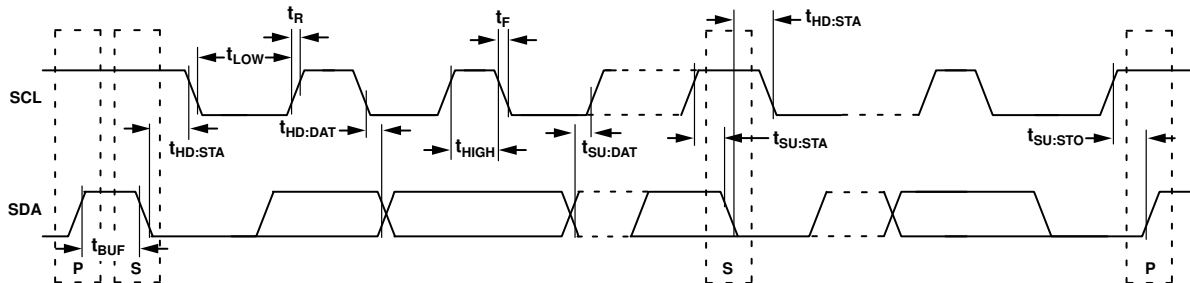 tR
tF
tHD:STA
tLOW
SCL
tHD:STA
tHD:DAT
tHIGH
tSU:DAT
tSU:STA
tSU:STO
SDA
tBUF
P
S
S
P